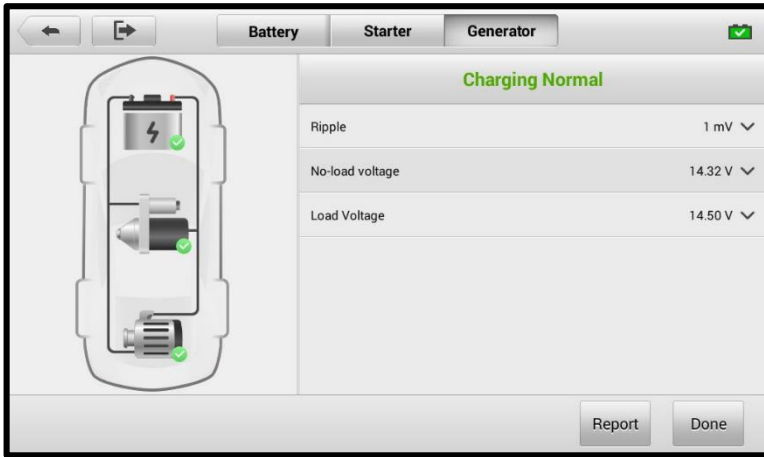 Battery Starter Generator
Charging Normal
Ripple 1 mV
No-load voltage 14.32 V
Load Voltage 14.50 V
Report Done